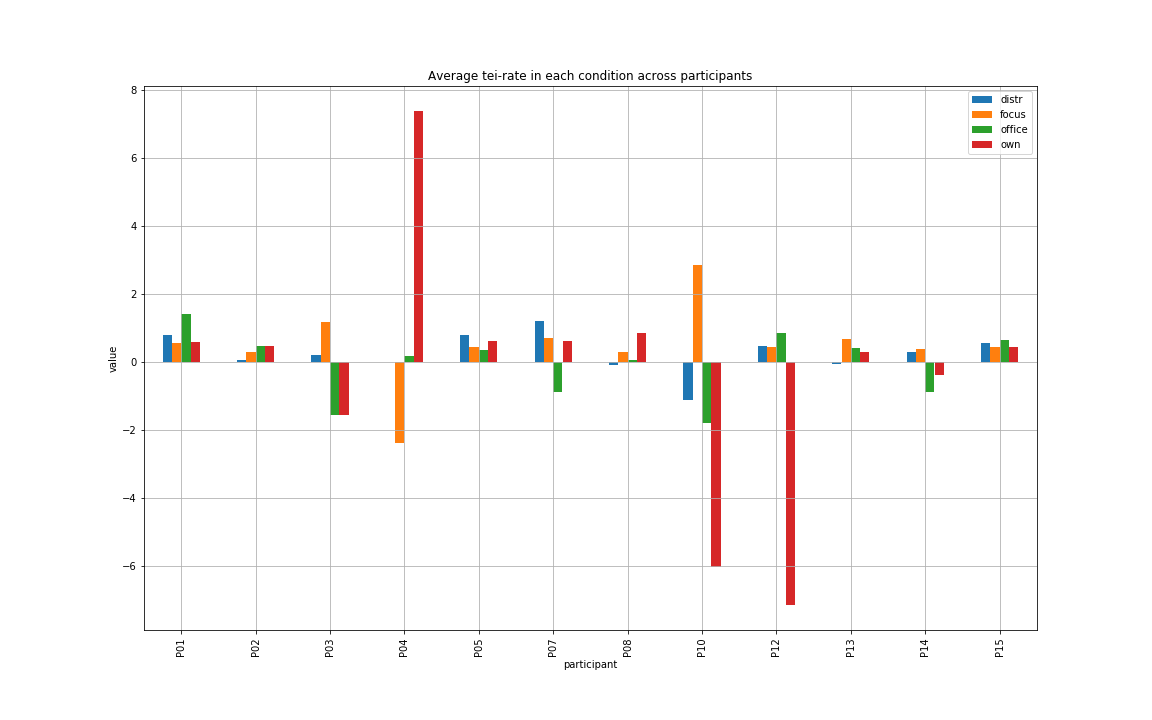 Average tei-rate in each condition across participants
8
6
4
2
0
−2
−4
−6
value
distr
focus
office
own
P01
P02
P03
P04
P05
P07
P08
P10
P12
P13
P14
P15
participant